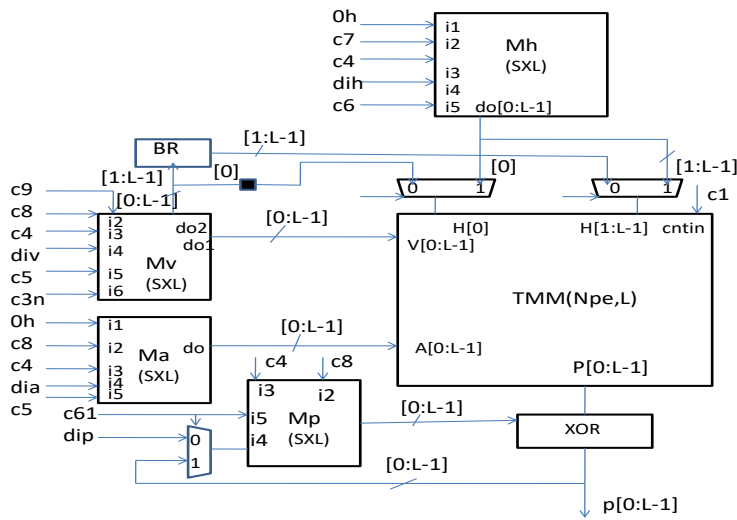 0h
c7
c4
dih
c6
i1
i2
i3
i4
i5
Mh
(SXL)
do[0:L-1]
BR
[1:L-1]
[0]
[0]
[1:L-1]
c1
0
1
0
1
[1:L-1]
[0:L-1]
c9
c8
c4
div
c5
c3n
i2
i3
i4
i5
i6
do2
do1
Mv
(SXL)
[0:L-1]
H[0]
H[1:L-1]
cntin
V[0:L-1]
TMM(Npe,L)
A[0:L-1]
P[0:L-1]
0h
c8
c4
dia
c5
i1
i2
i3
i4
i5
Ma
(SXL)
do
[0:L-1]
c4
c8
i3
i2
i5
i4
Mp
(SXL)
c61
dip
0
1
[0:L-1]
XOR
[0:L-1]
p[0:L-1]